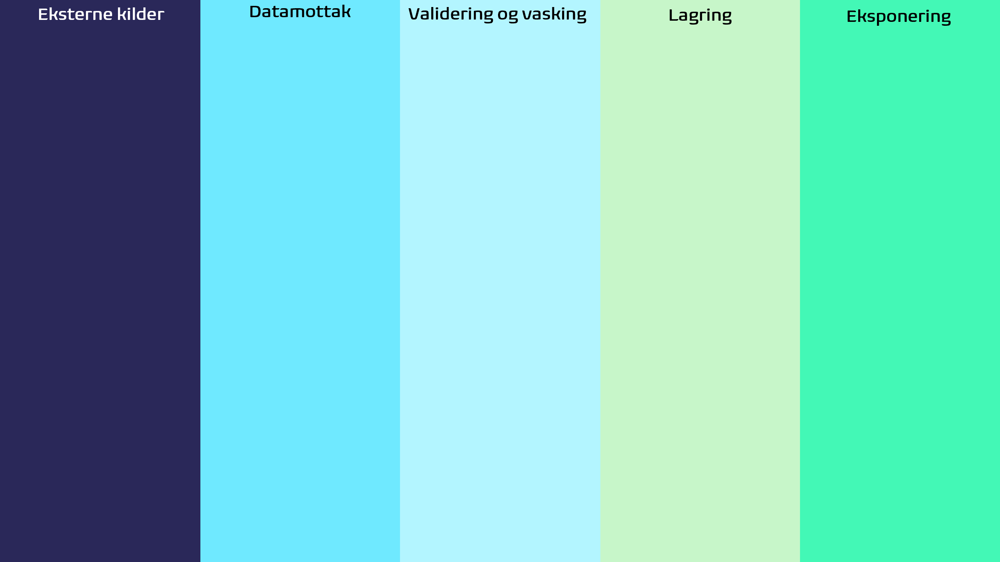 Eksterne kilder
Datamottak
Validering og vasking
Lagring
Eksponering